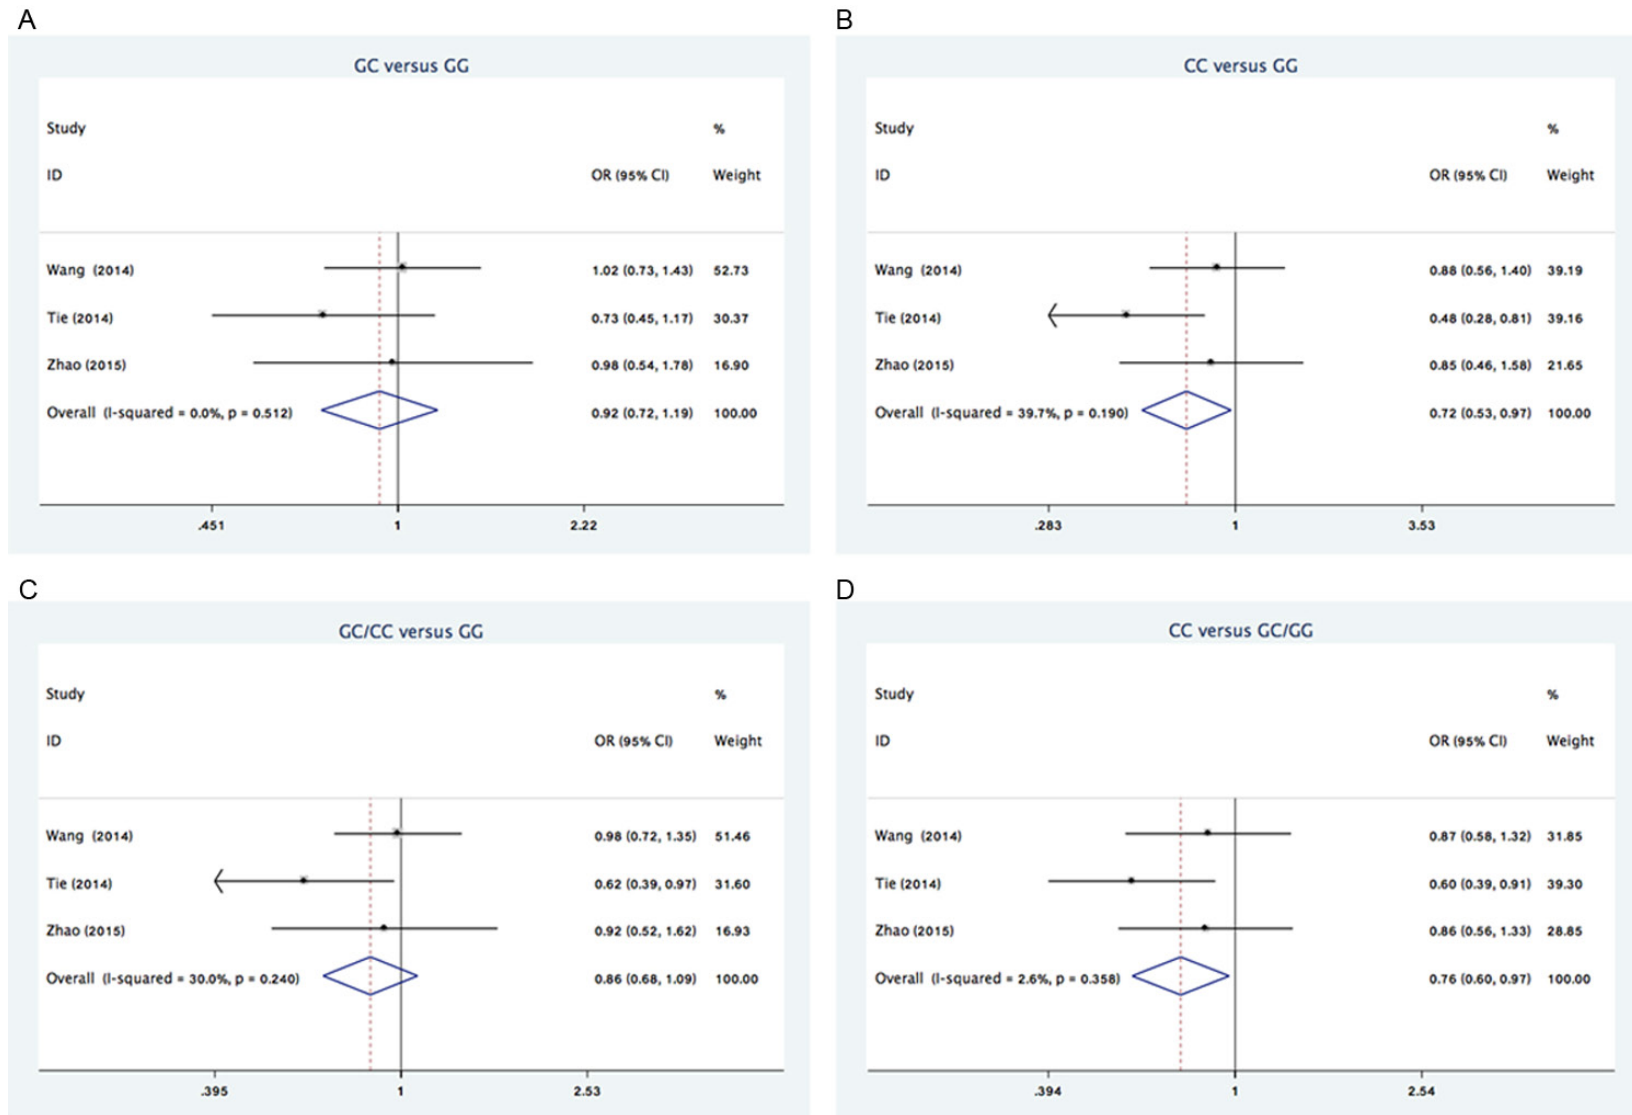 A
GC versus GG
Study %
ID OR (95% CI) Weight
Wang (2014) 1.02 (0.73, 1.43) 52.73
Tie (2014) 0.73 (0.45, 1.17) 30.37
Zhao (2015) 0.98 (0.54, 1.78) 16.90
Overall (I-squared = 0.0%, p = 0.512) 0.92 (0.72, 1.19) 100.00
.451 1 2.22
B
CC versus GG
Study %
ID OR (95% CI) Weight
Wang (2014) 0.88 (0.56, 1.40) 39.19
Tie (2014) 0.48 (0.28, 0.81) 39.16
Zhao (2015) 0.85 (0.46, 1.58) 21.65
Overall (I-squared = 39.7%, p = 0.190) 0.72 (0.53, 0.97) 100.00
.283 1 3.53
C
GC/CC versus GG
Study %
ID OR (95% CI) Weight
Wang (2014) 0.98 (0.72, 1.35) 51.46
Tie (2014) 0.62 (0.39, 0.97) 31.60
Zhao (2015) 0.92 (0.52, 1.62) 16.93
Overall (I-squared = 30.0%, p = 0.240) 0.86 (0.68, 1.09) 100.00
.395 1 2.53
D
CC versus GC/GG
Study %
ID OR (95% CI) Weight
Wang (2014) 0.87 (0.58, 1.32) 31.85
Tie (2014) 0.60 (0.39, 0.91) 39.30
Zhao (2015) 0.86 (0.56, 1.33) 28.85
Overall (I-squared = 2.6%, p = 0.358) 0.76 (0.60, 0.97) 100.00
.394 1 2.54